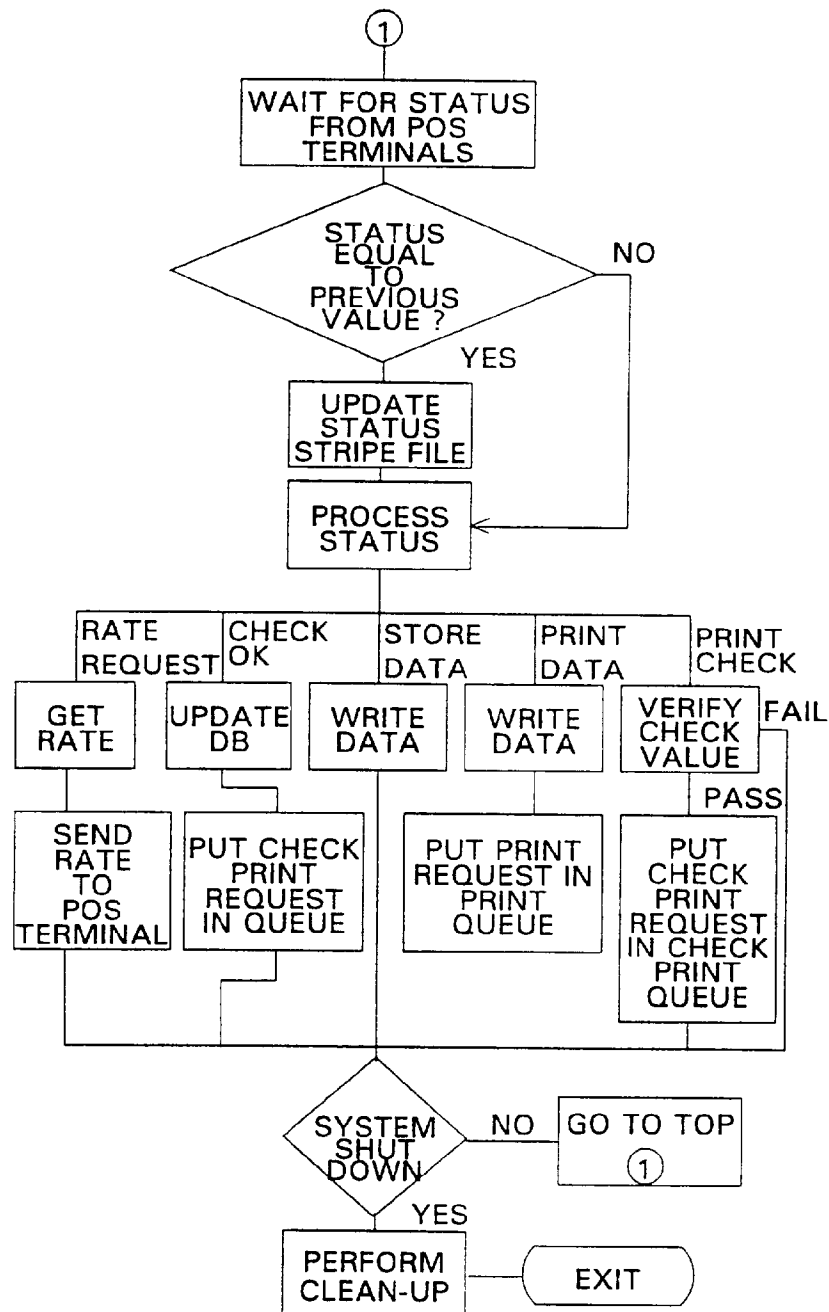 1
WAIT FOR STATUS
FROM POS
TERMINALS
STATUS
EQUAL
TO
PREVIOUS
VALUE ?
NO
YES
UPDATE
STATUS
STRIPE FILE
PROCESS
STATUS
RATE
REQUEST
CHECK
OK
STORE
DATA
PRINT
DATA
PRINT
CHECK
GET
RATE
UPDATE
DB
WRITE
DATA
WRITE
DATA
VERIFY
CHECK
VALUE
FAIL
PASS
SEND
RATE
TO
POS
TERMINAL
PUT CHECK
PRINT
REQUEST
IN QUEUE
PUT PRINT
REQUEST IN
PRINT
QUEUE
PUT
CHECK
PRINT
REQUEST
IN CHECK
PRINT
QUEUE
SYSTEM
SHUT
DOWN
NO
GO TO TOP
1
YES
PERFORM
CLEAN-UP
EXIT